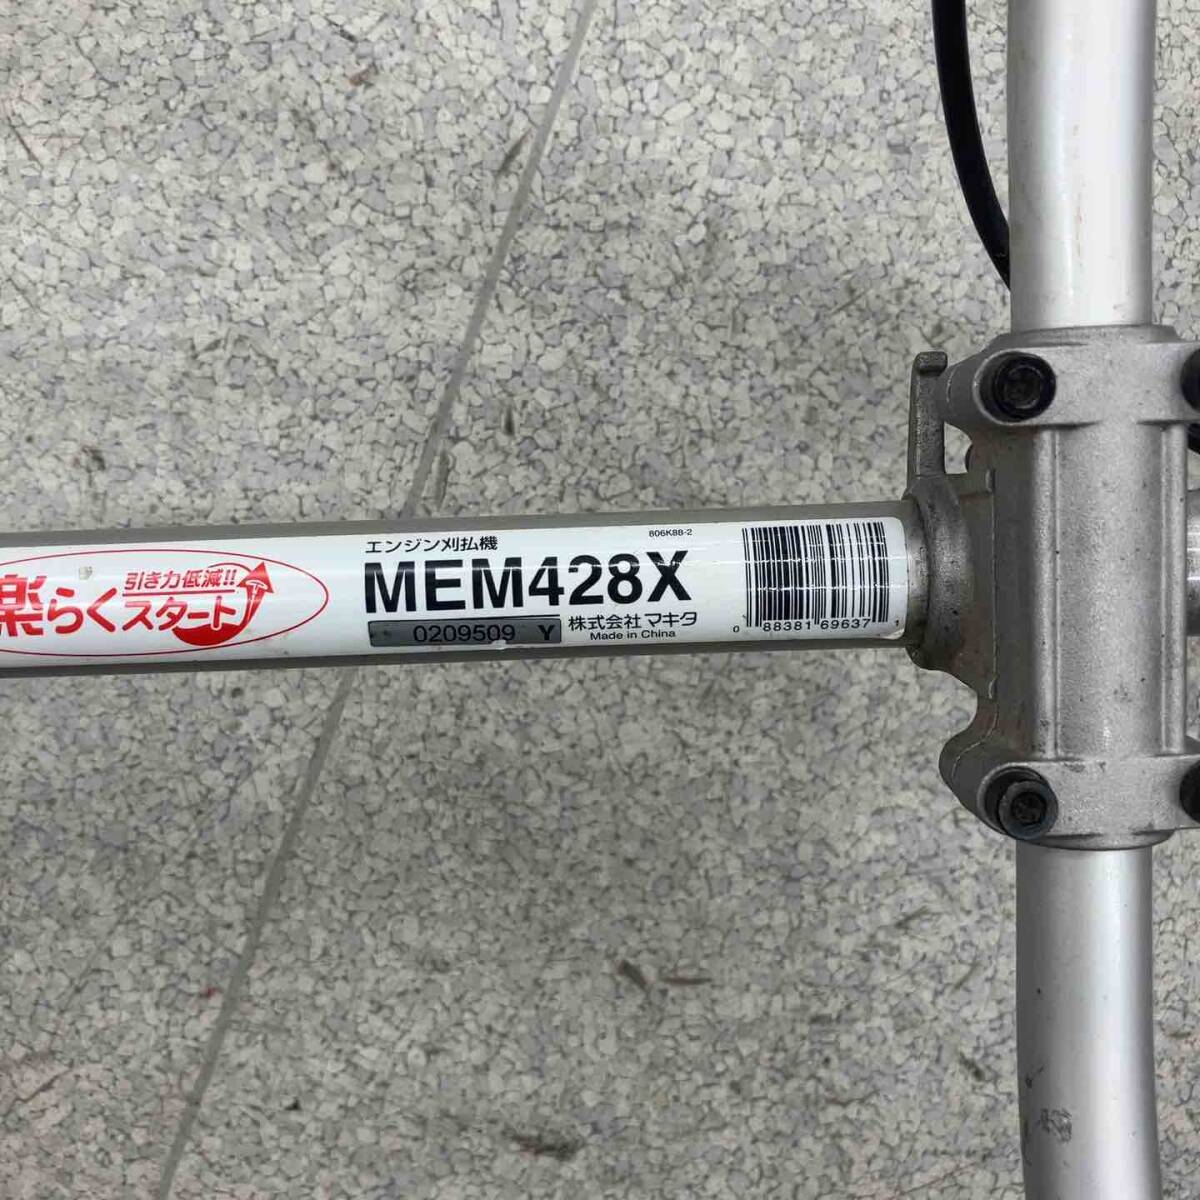 引き力低減!!
楽らくスタート
エンジン刈払機
806K88-2
MEM428X
0209509 Y
株式会社マキタ
Made in China
0 88381 69637 1